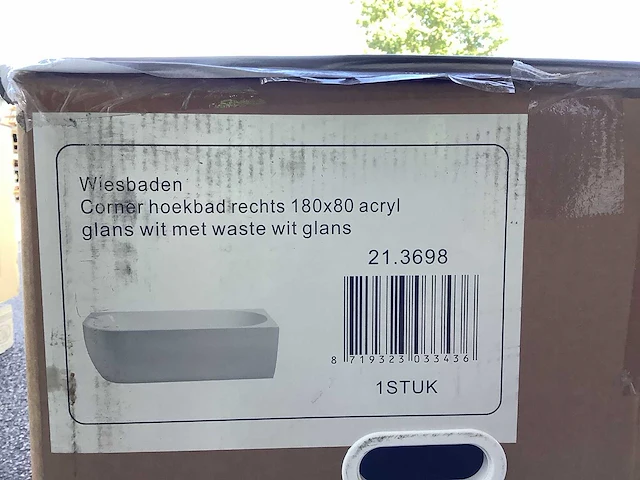 Wiesbaden
Corner hoekbad rechts 180x80 acryl
glans wit met waste wit glans
21.3698
8 719323 033436
1STUK